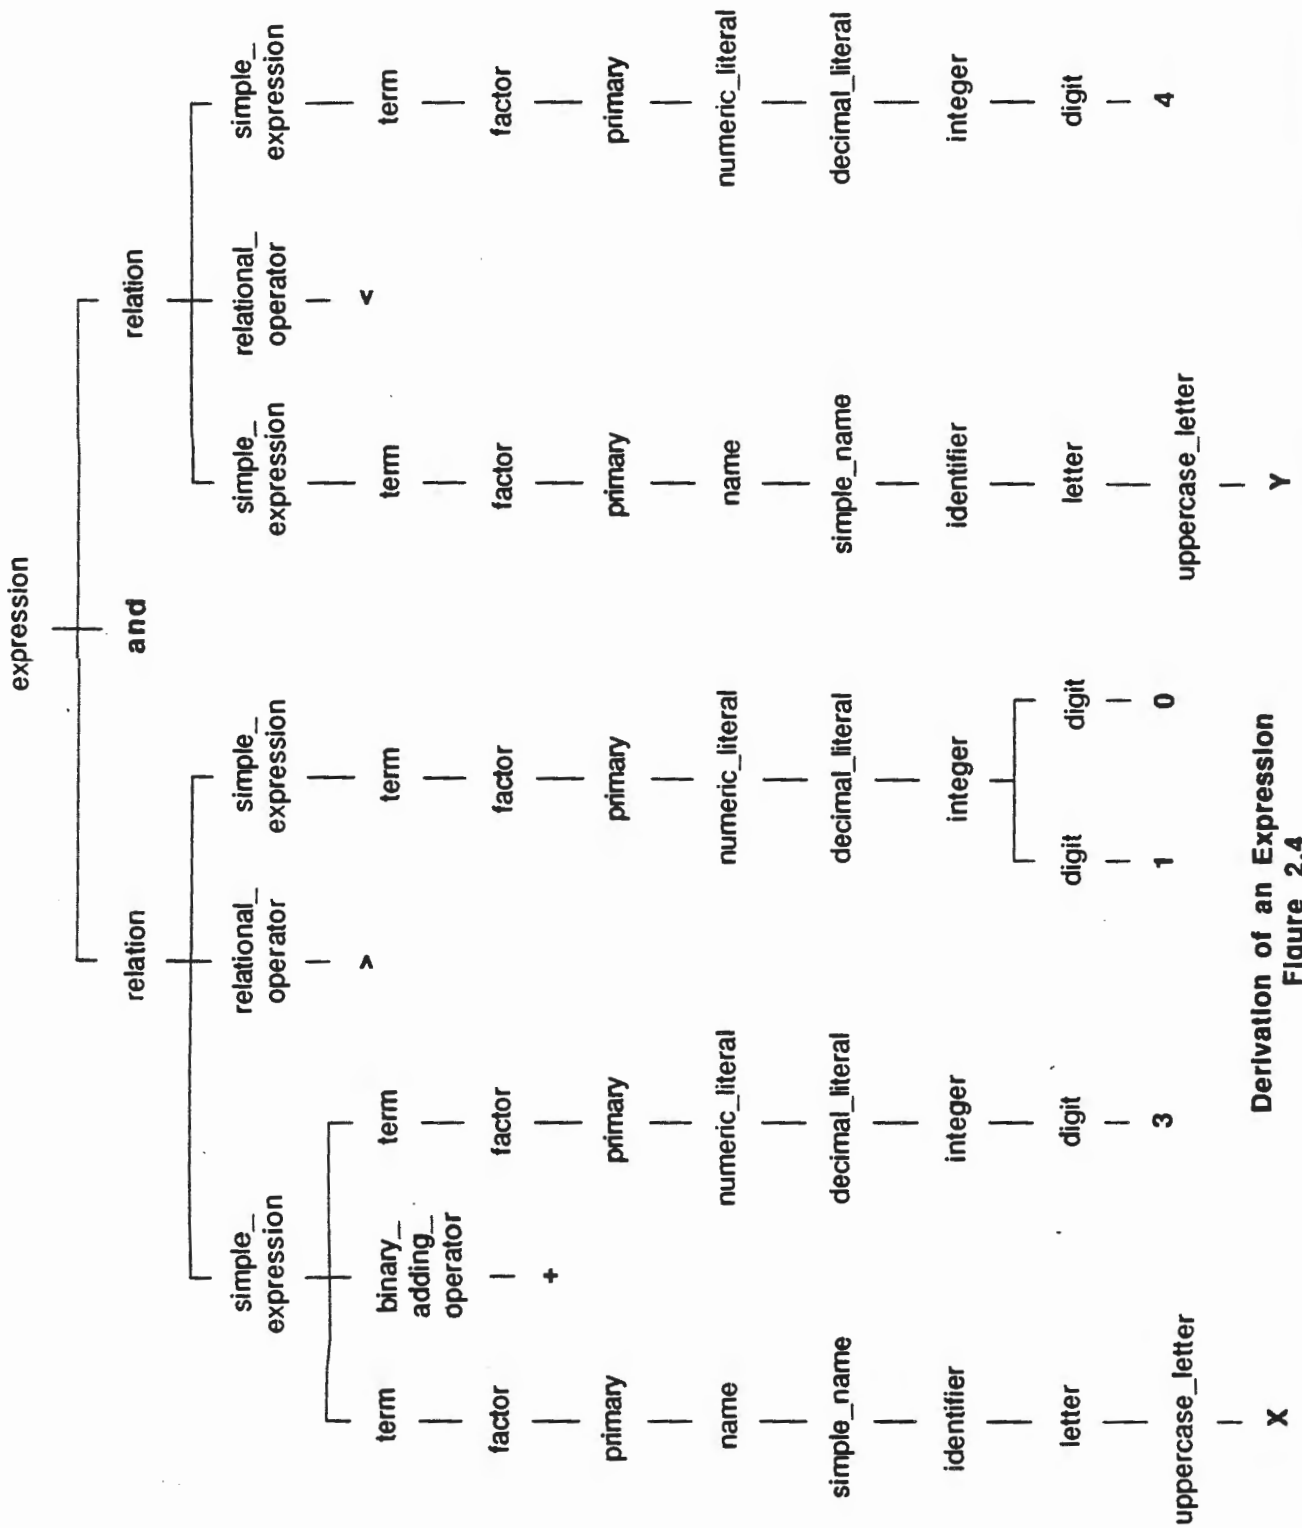 expression
relation and relation
simple_ relational_ simple_ simple_ relational_ simple_
expression operator expression expression operator expression
> <
term binary_ term term term term
adding_
operator
factor factor factor factor factor
+
primary primary primary primary primary
name numeric_literal numeric_literal name numeric_literal
simple_name decimal_literal decimal_literal simple_name decimal_literal
identifier integer integer identifier integer
letter digit digit digit letter digit
3 1 0 4
uppercase_letter uppercase_letter
X Y
Derivation of an Expression
Figure 2.4